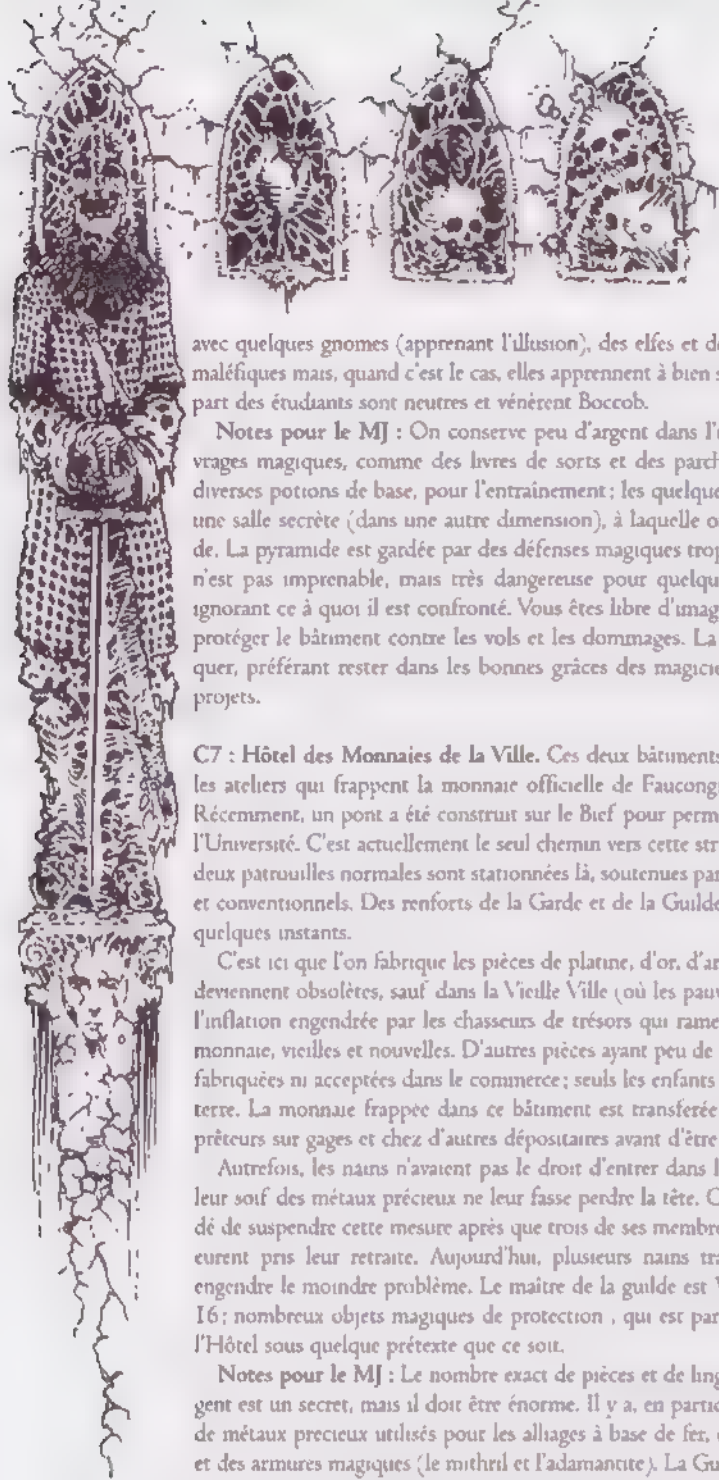 avec quelques gnomes (apprenant l'illusion), des elfes et de
maléfiques mais, quand c'est le cas, elles apprennent à bien s
part des étudiants sont neutres et vénèrent Boccob.
Notes pour le MJ : On conserve peu d'argent dans l'u
vrages magiques, comme des livres de sorts et des parch
diverses potions de base, pour l'entraînement ; les quelque
une salle secrète (dans une autre dimension), à laquelle o
de. La pyramide est gardée par des défenses magiques trop
n'est pas imprenable, mais très dangereuse pour quelqu
ignorant ce à quoi il est confronté. Vous êtes libre d'imag
protéger le bâtiment contre les vols et les dommages. La
quer, préférant rester dans les bonnes grâces des magicie
projets.
C7 : Hôtel des Monnaies de la Ville. Ces deux bâtiments
les ateliers qui frappent la monnaie officielle de Faucong
Récemment, un pont a été construit sur le Bief pour perm
l'Université. C'est actuellement le seul chemin vers cette str
deux patrouilles normales sont stationnées là, soutenues par
et conventionnels. Des renforts de la Garde et de la Guilde
quelques instants.
C'est ici que l'on fabrique les pièces de platine, d'or, d'ar
deviennent obsolètes, sauf dans la Vieille Ville (où les pauv
l'inflation engendrée par les chasseurs de trésors qui rame
monnaie, vieilles et nouvelles. D'autres pièces ayant peu de
fabriquées ni acceptées dans le commerce ; seuls les enfants
terre. La monnaie frappée dans ce bâtiment est transférée
prêteurs sur gages et chez d'autres dépositaires avant d'être
Autrefois, les nains n'avaient pas le droit d'entrer dans l
leur soif des métaux précieux ne leur fasse perdre la tête. C
dé de suspendre cette mesure après que trois de ses membre
eurent pris leur retraite. Aujourd'hui, plusieurs nains tra
engendre le moindre problème. Le maître de la guilde est V
16 ; nombreux objets magiques de protection , qui est par
l'Hôtel sous quelque prétexte que ce soit.
Notes pour le MJ : Le nombre exact de pièces et de ling
gent est un secret, mais il doit être énorme. Il y a, en partic
de métaux precieux utilisés pour les alliages à base de fer,
et des armures magiques (le mithril et l'adamantite). La Gu